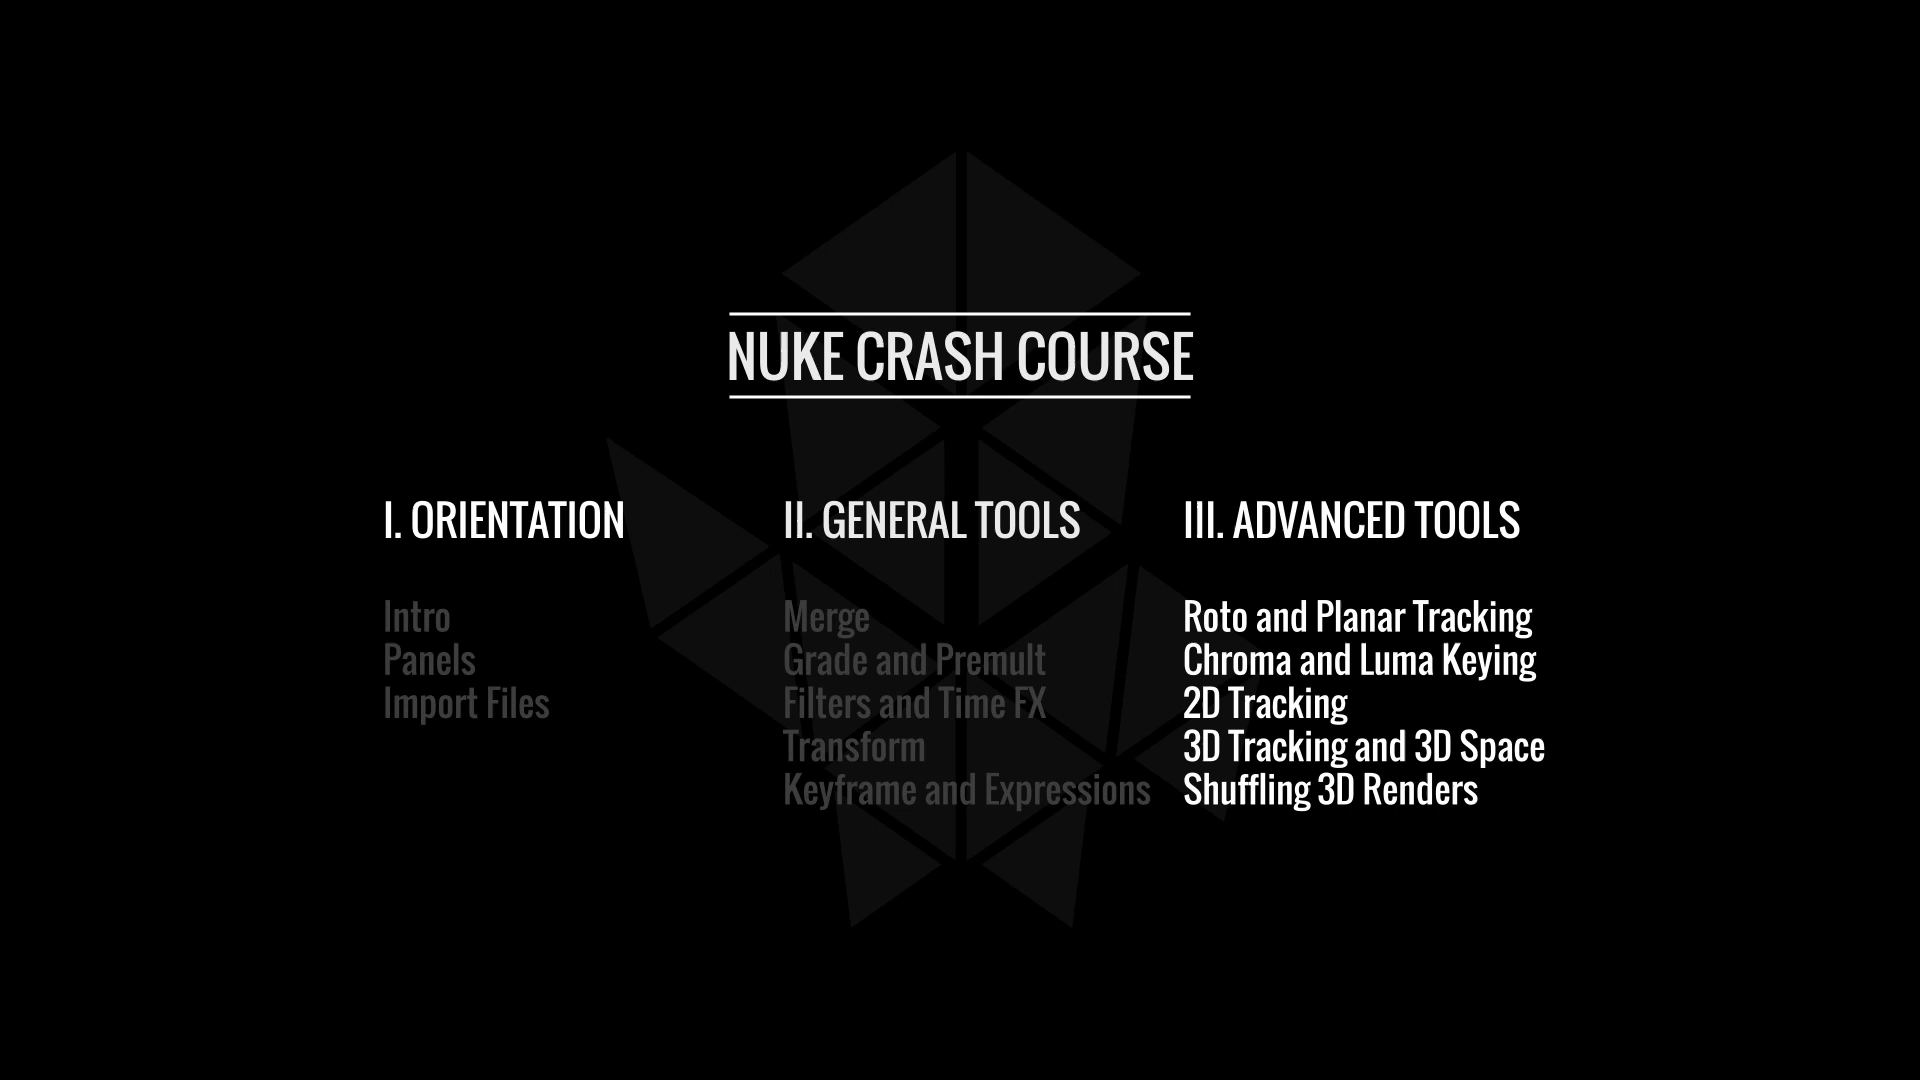 NUKE CRASH COURSE
I. ORIENTATION
Intro
Panels
Import Files
II. GENERAL TOOLS
Merge
Grade and Premult
Filters and Time FX
Transform
Keyframe and Expressions
III. ADVANCED TOOLS
Roto and Planar Tracking
Chroma and Luma Keying
2D Tracking
3D Tracking and 3D Space
Shuffling 3D Renders